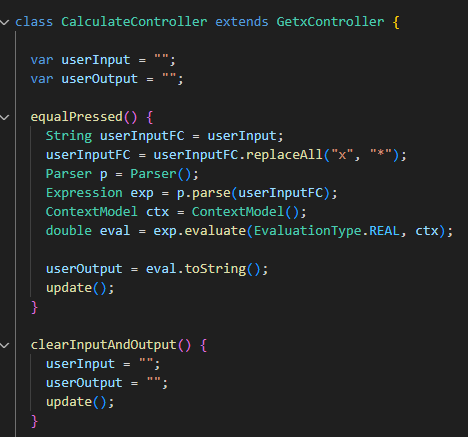 class CalculateController extends GetxController {
var userInput = "";
var userOutput = "";
equalPressed() {
String userInputFC = userInput;
userInputFC = userInputFC.replaceAll("x", "*");
Parser p = Parser();
Expression exp = p.parse(userInputFC);
ContextModel ctx = ContextModel();
double eval = exp.evaluate(EvaluationType.REAL, ctx);
userOutput = eval.toString();
update();
}
clearInputAndOutput() {
userInput = "";
userOutput = "";
update();
}